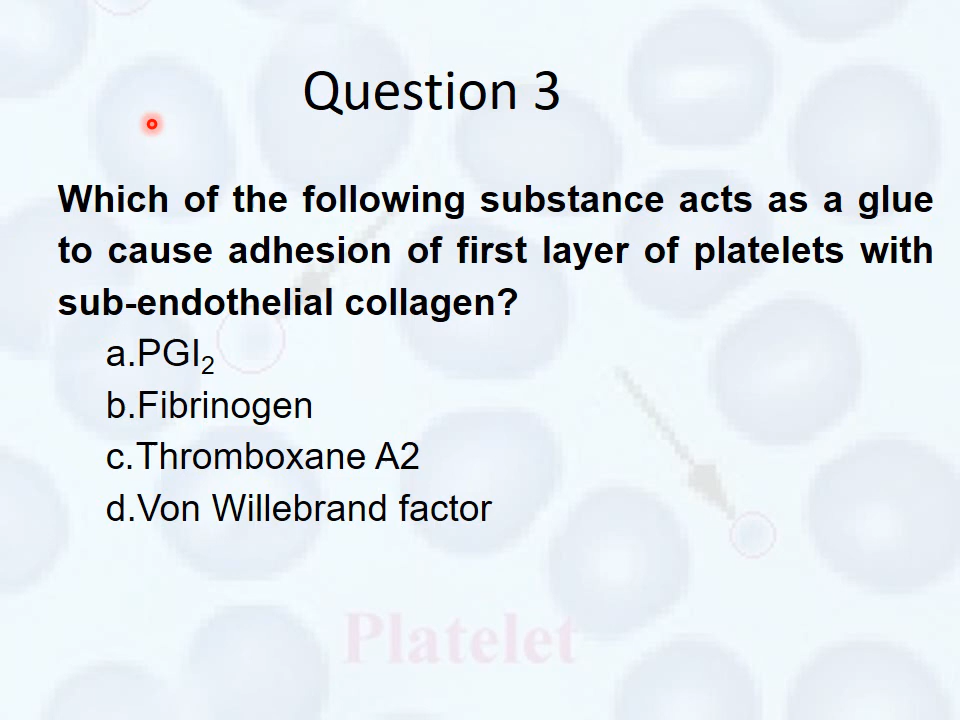 Question 3
Which of the following substance acts as a glue
to cause adhesion of first layer of platelets with
sub-endothelial collagen?
a.PGI₂
b.Fibrinogen
c.Thromboxane A2
d.Von Willebrand factor
Platelet